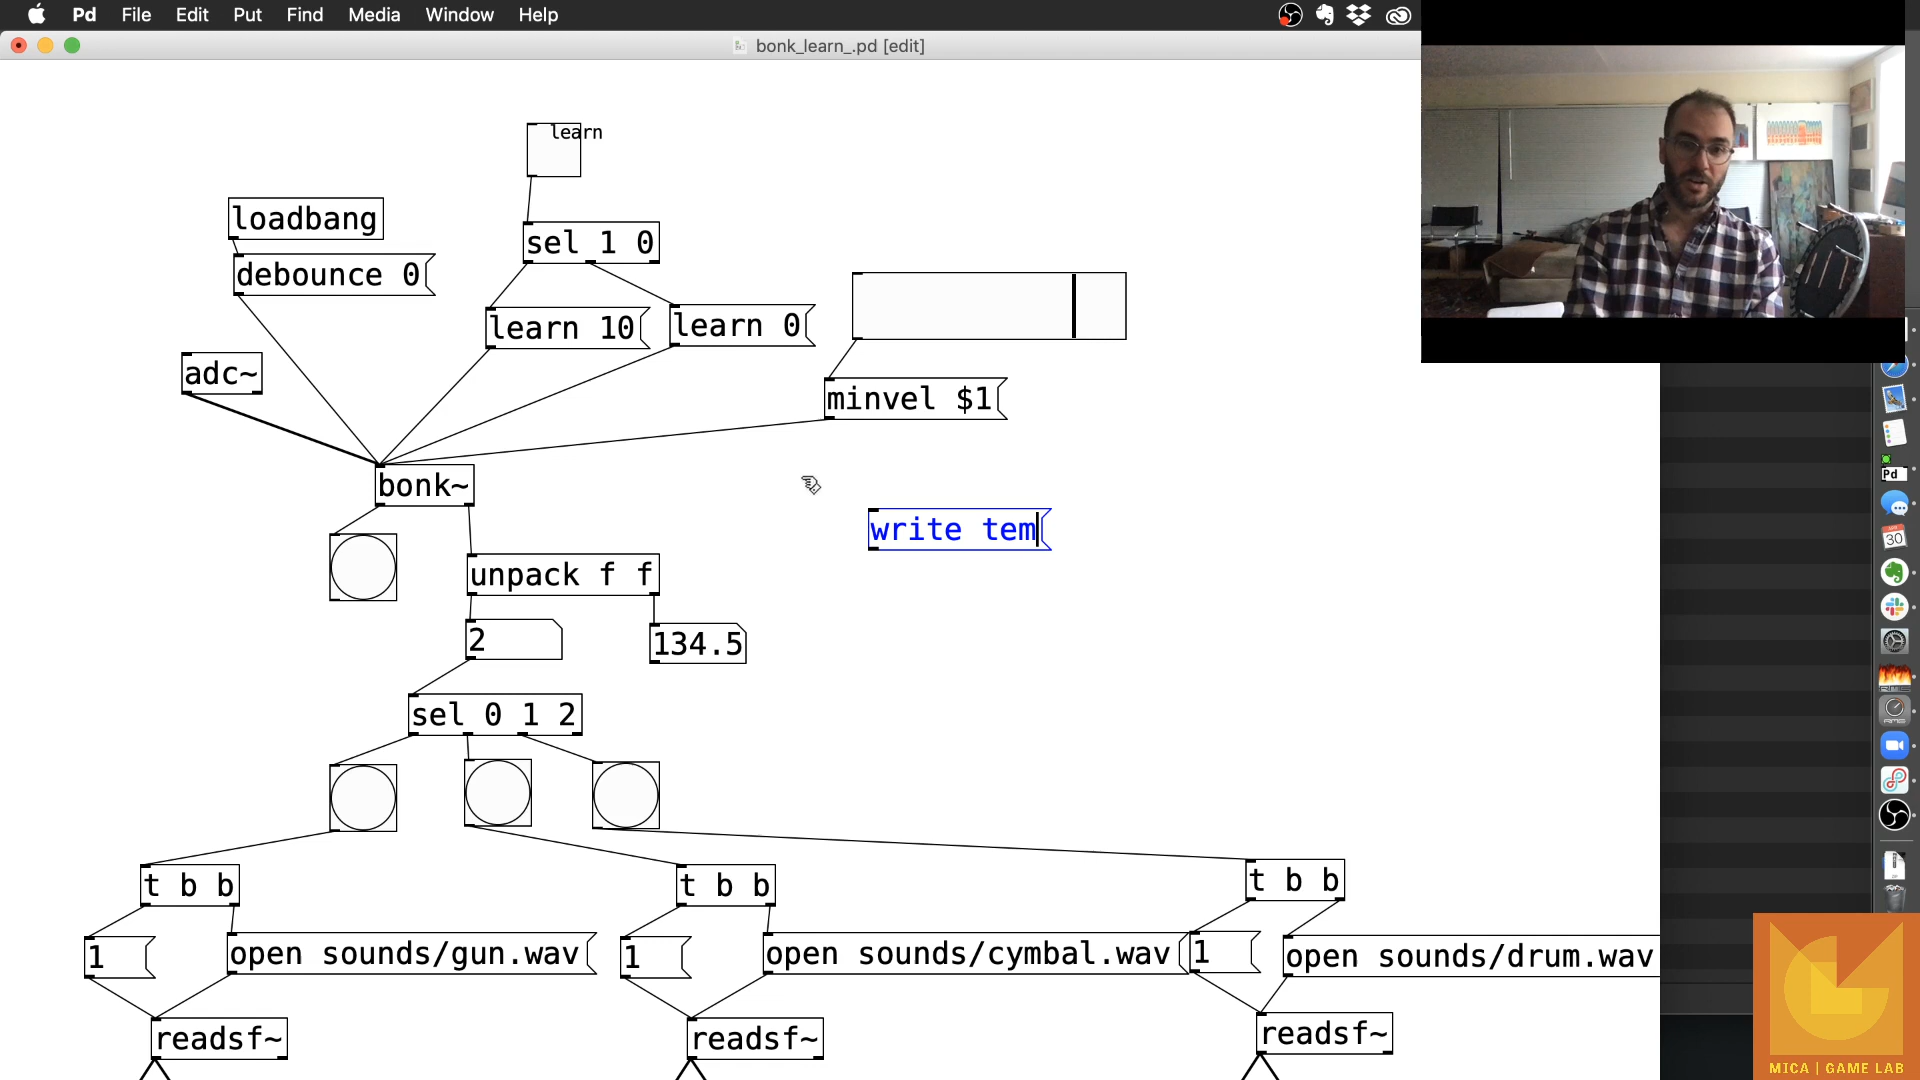 Pd File Edit Put Find Media Window Help
bonk_learn_.pd [edit]
learn
loadbang
sel 1 0
debounce 0
learn 10
learn 0
adc~
minvel $1
bonk~
write tem
unpack f f
2
134.5
sel 0 1 2
t b b
t b b
t b b
1
open sounds/gun.wav
1
open sounds/cymbal.wav
1
open sounds/drum.wav
readsf~
readsf~
readsf~
Pd
30
MICA | GAME LAB